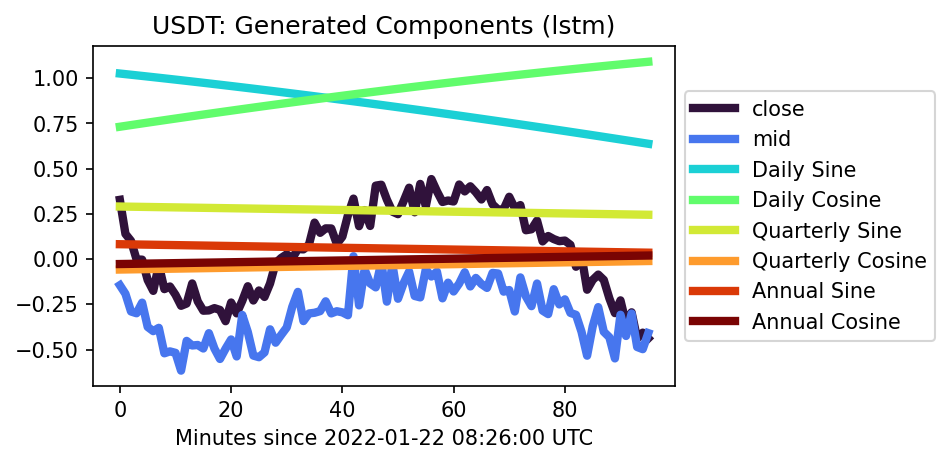 USDT: Generated Components (lstm)
1.00
0.75
0.50
0.25
0.00
−0.25
−0.50
0 20 40 60 80
Minutes since 2022-01-22 08:26:00 UTC
close
mid
Daily Sine
Daily Cosine
Quarterly Sine
Quarterly Cosine
Annual Sine
Annual Cosine